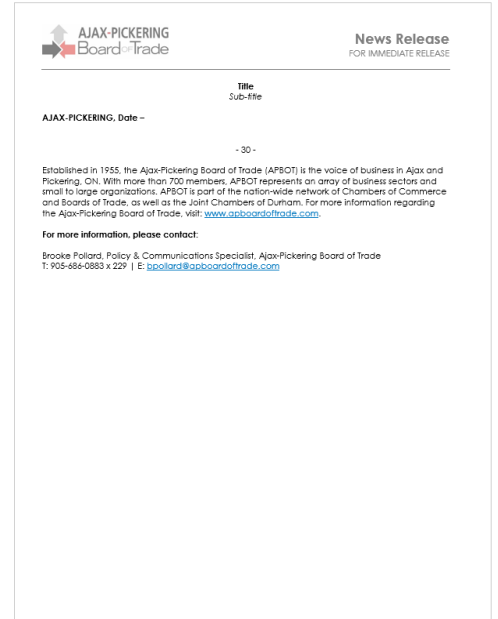 AJAX-PICKERING
Board of Trade
News Release
FOR IMMEDIATE RELEASE
Title
Sub-title
AJAX-PICKERING, Date –
- 30 -
Established in 1955, the Ajax-Pickering Board of Trade (APBOT) is the voice of business in Ajax and
Pickering, ON. With more than 700 members, APBOT represents an array of business sectors and
small to large organizations. APBOT is part of the nation-wide network of Chambers of Commerce
and Boards of Trade, as well as the Joint Chambers of Durham. For more information regarding
the Ajax-Pickering Board of Trade, visit: www.apboardoftrade.com.
For more information, please contact:
Brooke Pollard, Policy & Communications Specialist, Ajax-Pickering Board of Trade
T: 905-686-0883 x 229 | E: bpollard@apboardoftrade.com